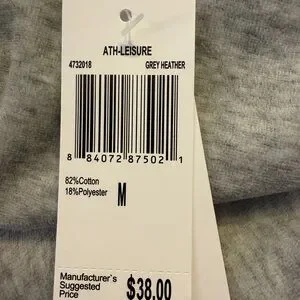 ATH-LEISURE
4732018 GREY HEATHER
8 84072 87502 1
82%Cotton
18%Polyester M
Manufacturer's
Suggested
Price $38.00